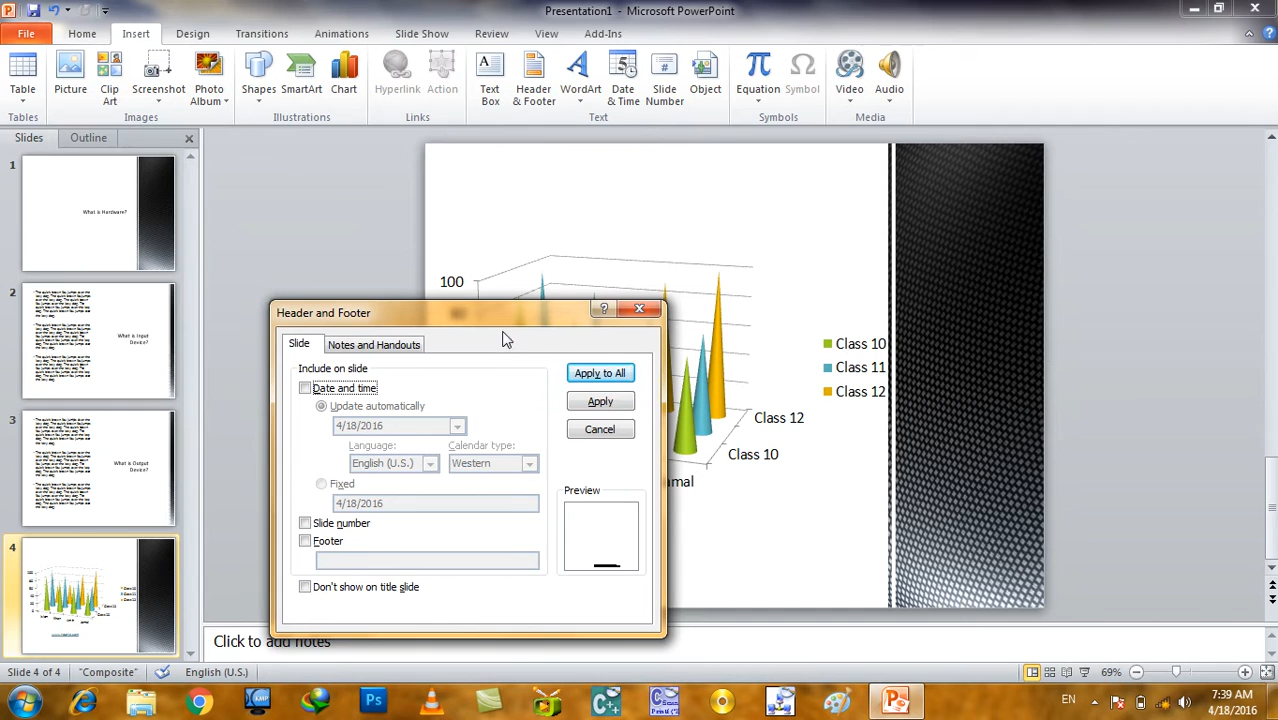 Presentation1 - Microsoft PowerPoint
File Home Insert Design Transitions Animations Slide Show Review View Add-Ins
Table Picture Clip Art Screenshot Photo Album Shapes SmartArt Chart Hyperlink Action Text Box Header & Footer WordArt Date & Time Slide Number Object Equation Symbol Video Audio
Tables Images Illustrations Links Text Symbols Media
Slides Outline
1
What is Hardware?
2
What is Input
Device?
3
What is Output
Device?
4
100
Class 10
Class 11
Class 12
Class 12
Class 10
Header and Footer
Slide Notes and Handouts
Include on slide
Date and time
Update automatically
4/18/2016
Language: Calendar type:
English (U.S.) Western
Fixed
4/18/2016
Slide number
Footer
Don't show on title slide
Apply to All
Apply
Cancel
Preview
Click to add notes
Slide 4 of 4 "Composite" English (U.S.) 69%
EN 7:39 AM
4/18/2016